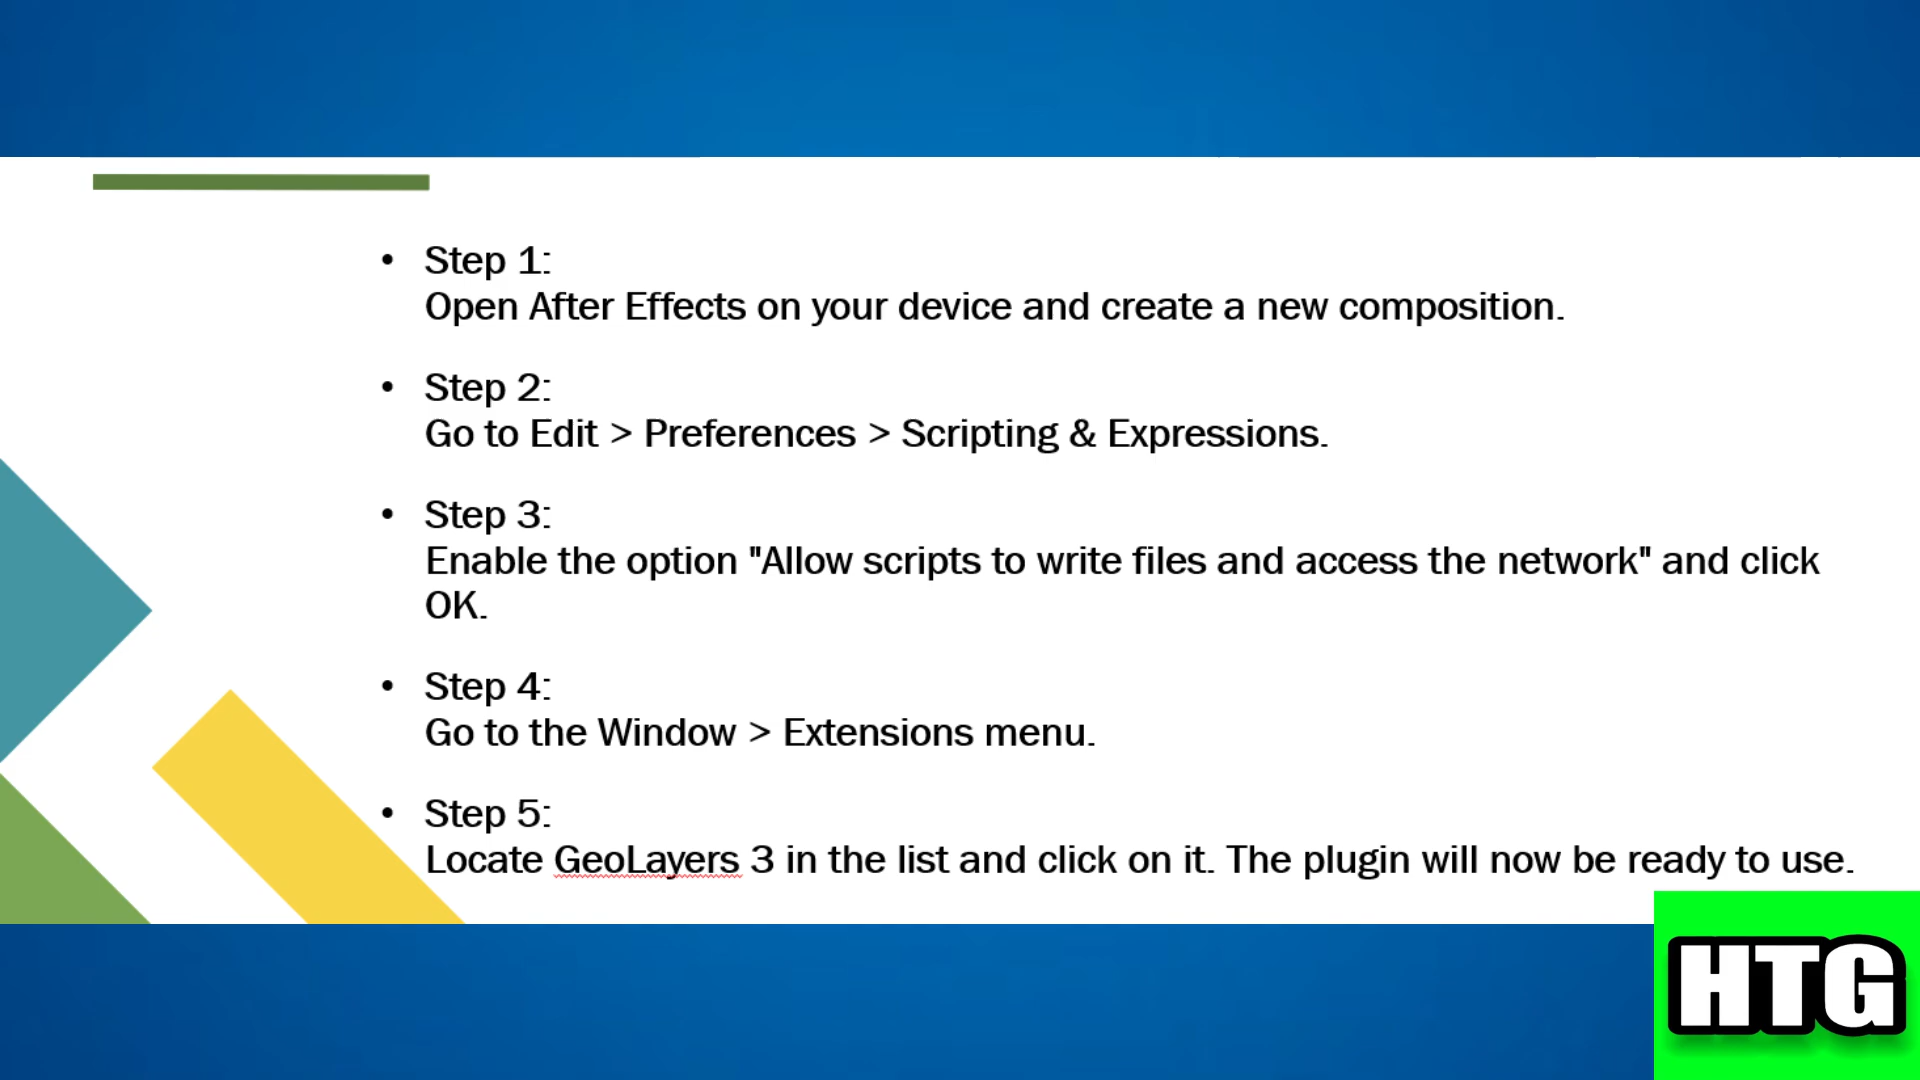 • Step 1:
Open After Effects on your device and create a new composition.
• Step 2:
Go to Edit > Preferences > Scripting & Expressions.
• Step 3:
Enable the option "Allow scripts to write files and access the network" and click
OK.
• Step 4:
Go to the Window > Extensions menu.
• Step 5:
Locate GeoLayers 3 in the list and click on it. The plugin will now be ready to use.
HTG